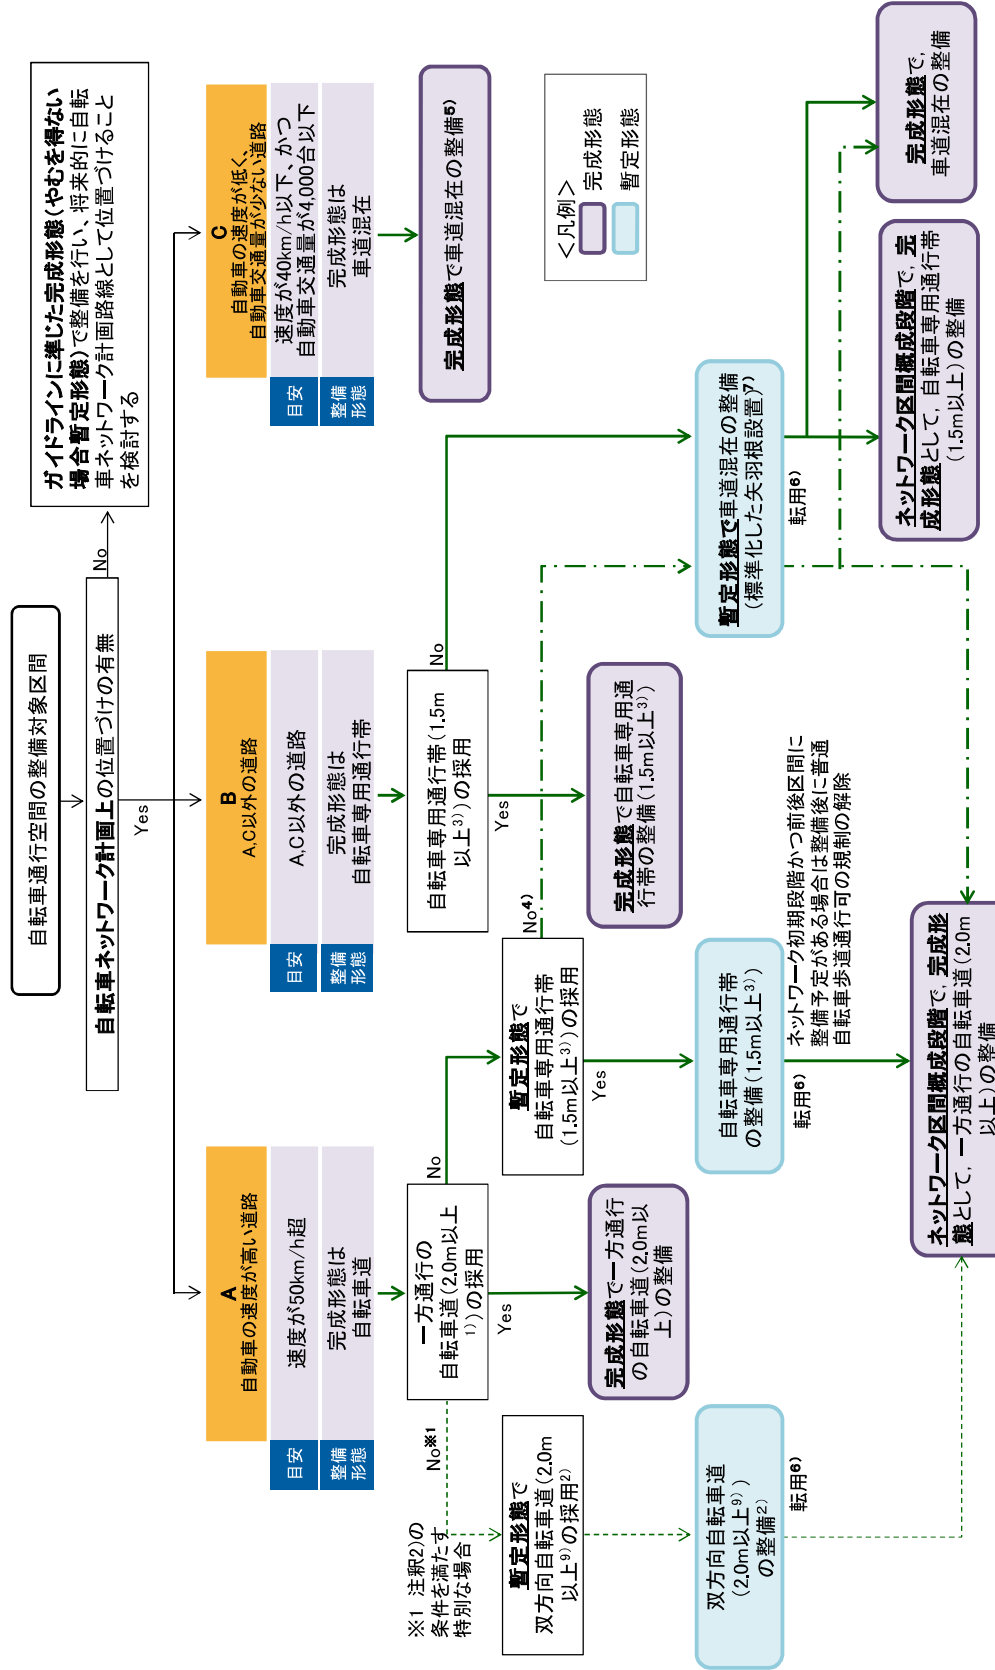 自転車通行空間の整備対象区間
自転車ネットワーク計画上の位置づけの有無
No
Yes
ガイドラインに準じた完成形態(やむを得ない
場合暫定形態)で整備を行い、将来的に自転
車ネットワーク計画路線として位置づけること
を検討する
A
自動車の速度が高い道路
目安
速度が50km/h超
整備
形態
完成形態は
自転車道
B
A,C以外の道路
目安
A,C以外の道路
整備
形態
完成形態は
自転車専用通行帯
C
自動車の速度が低く、
自動車交通量が少ない道路
目安
速度が40km/h以下、かつ
自動車交通量が4,000台以下
整備
形態
完成形態は
車道混在
一方通行の
自転車道(2.0m以上
1))の採用
No※1
※1 注釈2)の
条件を満たす
特別な場合
Yes
No
自転車専用通行帯(1.5m
以上3))の採用
Yes
No
完成形態で車道混在の整備5)
暫定形態で
双方向自転車道(2.0m
以上9))の採用2)
暫定形態で
自転車専用通行帯
(1.5m以上3))の採用
No4)
Yes
完成形態で一方通行
の自転車道(2.0m以
上)の整備
完成形態で自転車専用通
行帯の整備(1.5m以上3))
<凡例>
完成形態
暫定形態
双方向自転車道
(2.0m以上9))
の整備2)
転用6)
自転車専用通行帯
の整備(1.5m以上3))
転用6)
ネットワーク初期段階かつ前後区間に
整備予定がある場合は整備後に普通
自転車歩道通行可の規制の解除
暫定形態で車道混在の整備
(標準化した矢羽根設置)7)
転用6)
ネットワーク区間概成段階で,完成形
態として,一方通行の自転車道(2.0m
以上)の整備
ネットワーク区間概成段階で,完
成形態として,自転車専用通行帯
(1.5m以上)の整備
完成形態で,
車道混在の整備